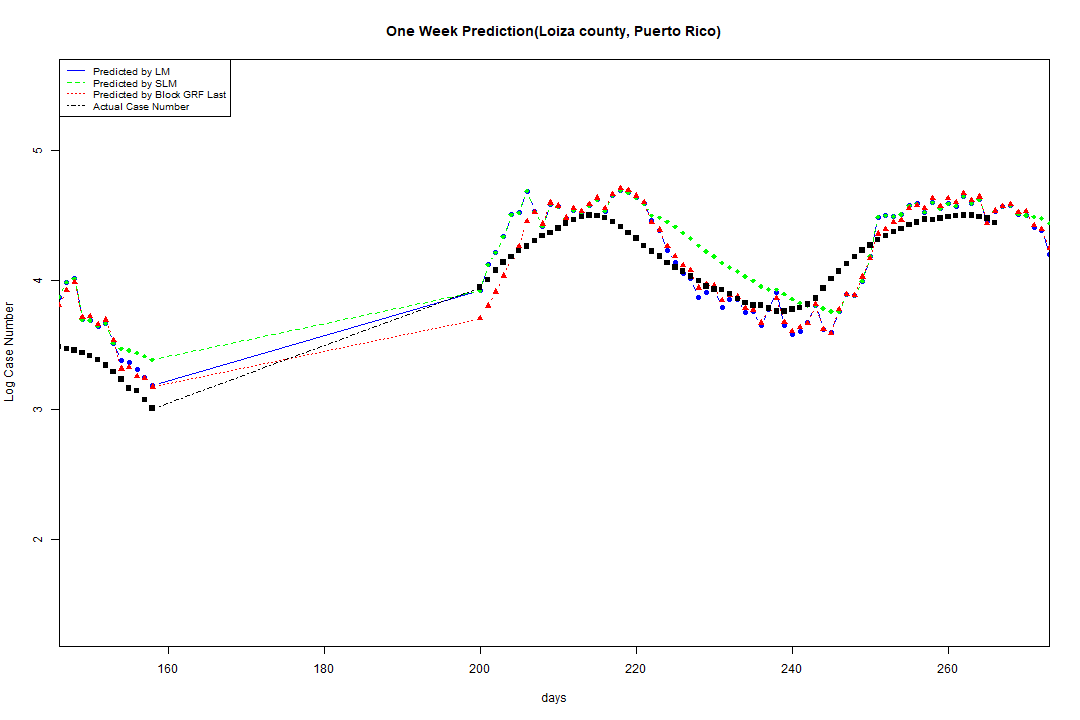 One Week Prediction(Loiza county, Puerto Rico)
Predicted by LM
Predicted by SLM
Predicted by Block GRF Last
Actual Case Number
5
4
3
2
Log Case Number
160 180 200 220 240 260
days